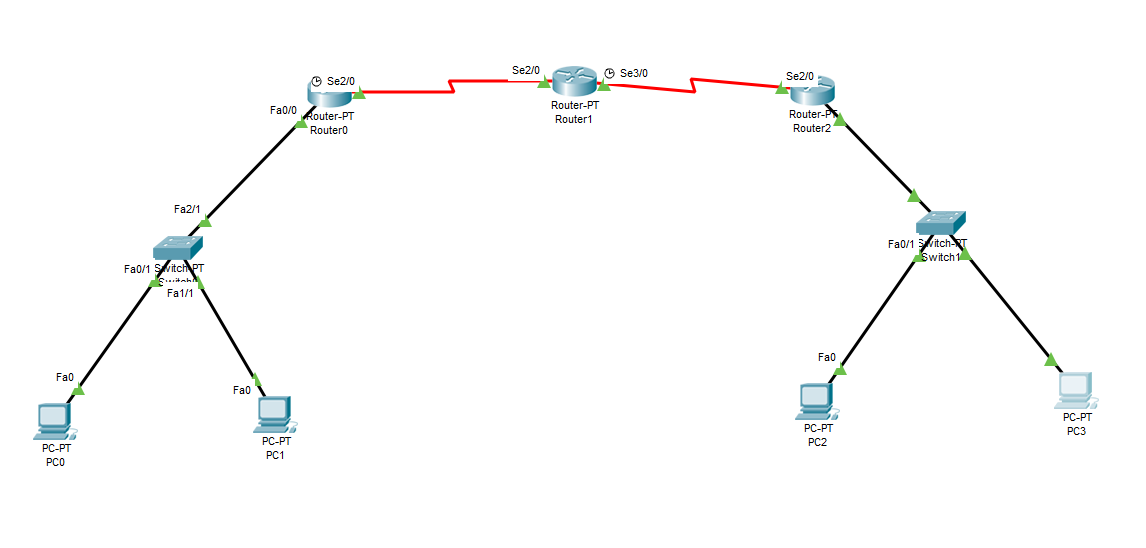 Se2/0
Router-PT
Router0
Fa0/0
Se2/0
Router-PT
Router1
Se3/0
Se2/0
Router-PT
Router2
Fa2/1
Fa0/1
Switch-PT
Fa1/1
Fa0/1
Switch-PT
Switch1
Fa0
PC-PT
PC0
Fa0
PC-PT
PC1
Fa0
PC-PT
PC2
PC-PT
PC3